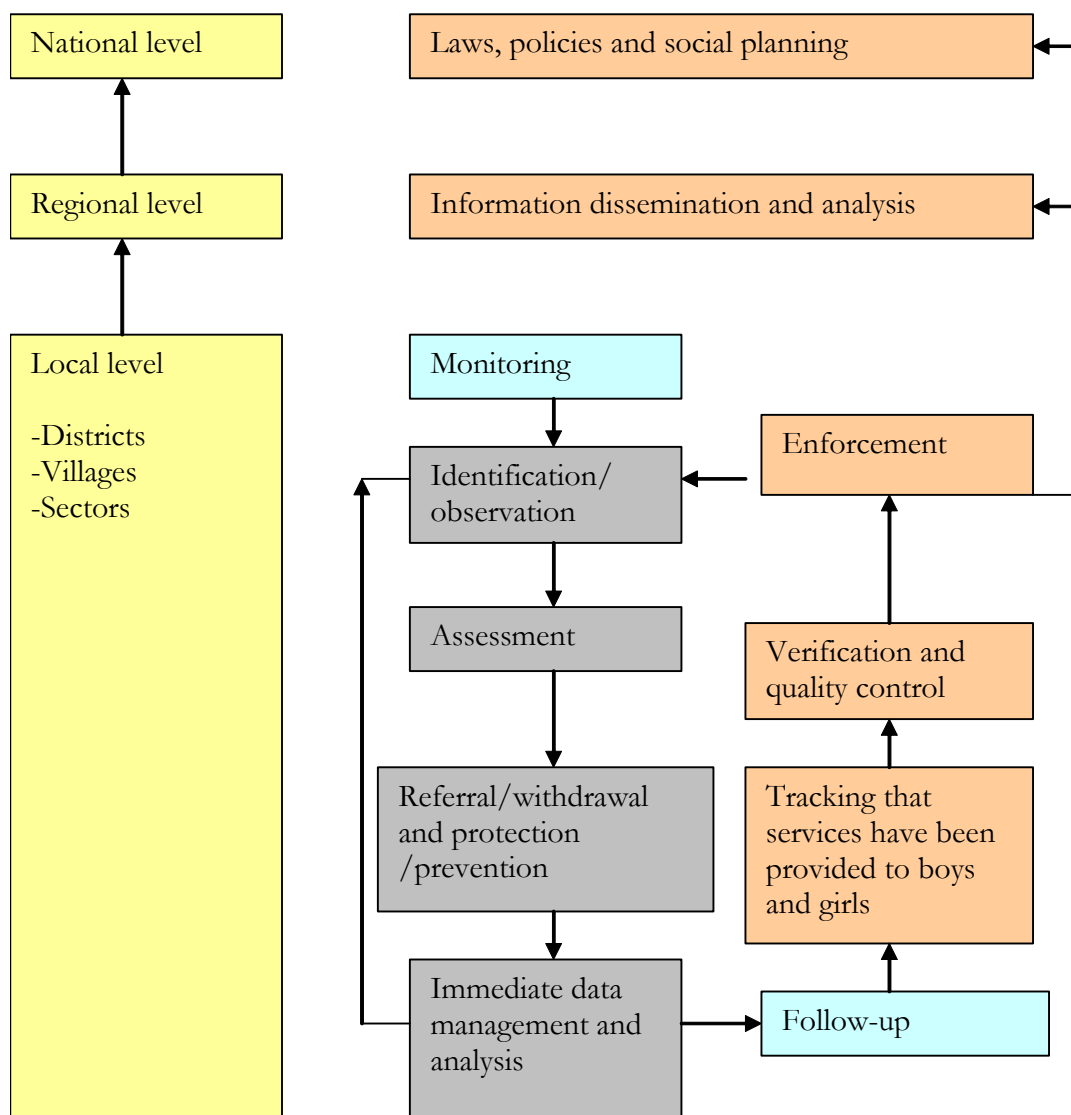 National level
Laws, policies and social planning
Regional level
Information dissemination and analysis
Local level
-Districts
-Villages
-Sectors
Monitoring
Identification/
observation
Enforcement
Assessment
Verification and
quality control
Referral/withdrawal
and protection
/prevention
Tracking that
services have been
provided to boys
and girls
Immediate data
management and
analysis
Follow-up